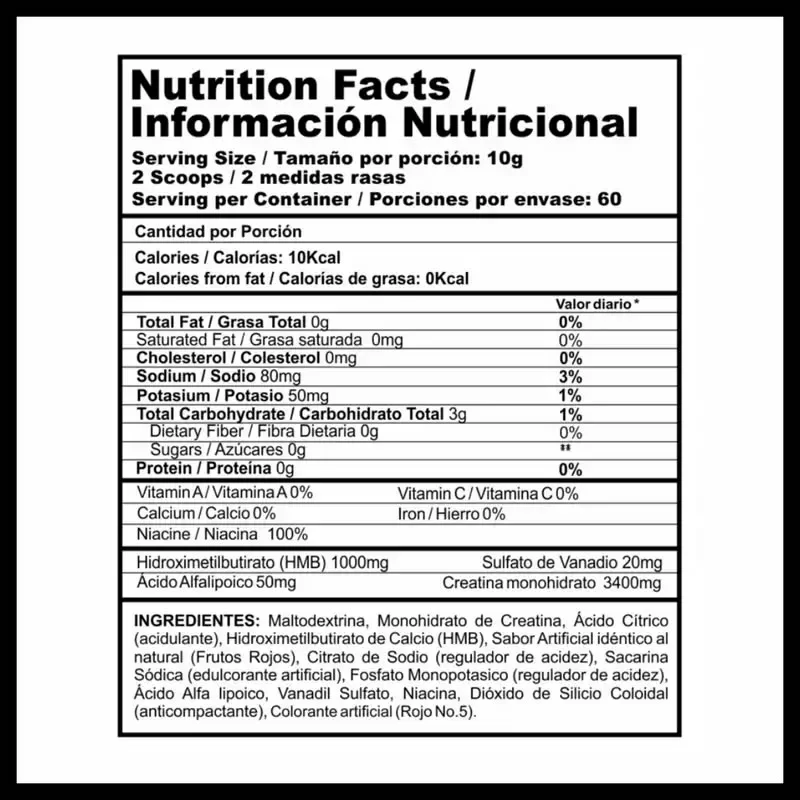 Nutrition Facts /
Información Nutricional
Serving Size / Tamaño por porción: 10g
2 Scoops / 2 medidas rasas
Serving per Container / Porciones por envase: 60
Cantidad por Porción
Calories / Calorías: 10Kcal
Calories from fat / Calorías de grasa: 0Kcal
Valor diario *
Total Fat / Grasa Total 0g 0%
Saturated Fat / Grasa saturada 0mg 0%
Cholesterol / Colesterol 0mg 0%
Sodium / Sodio 80mg 3%
Potasium / Potasio 50mg 1%
Total Carbohydrate / Carbohidrato Total 3g 1%
Dietary Fiber / Fibra Dietaria 0g 0%
Sugars / Azúcares 0g **
Protein / Proteína 0g 0%
Vitamin A / Vitamina A 0% Vitamin C / Vitamina C 0%
Calcium / Calcio 0% Iron / Hierro 0%
Niacine / Niacina 100%
Hidroximetilbutirato (HMB) 1000mg Sulfato de Vanadio 20mg
Ácido Alfalipoico 50mg Creatina monohidrato 3400mg
INGREDIENTES: Maltodextrina, Monohidrato de Creatina, Ácido Cítrico
(acidulante), Hidroximetilbutirato de Calcio (HMB), Sabor Artificial idéntico al
natural (Frutos Rojos), Citrato de Sodio (regulador de acidez), Sacarina
Sódica (edulcorante artificial), Fosfato Monopotasico (regulador de acidez),
Ácido Alfa lipoico, Vanadil Sulfato, Niacina, Dióxido de Silicio Coloidal
(anticompactante), Colorante artificial (Rojo No.5).